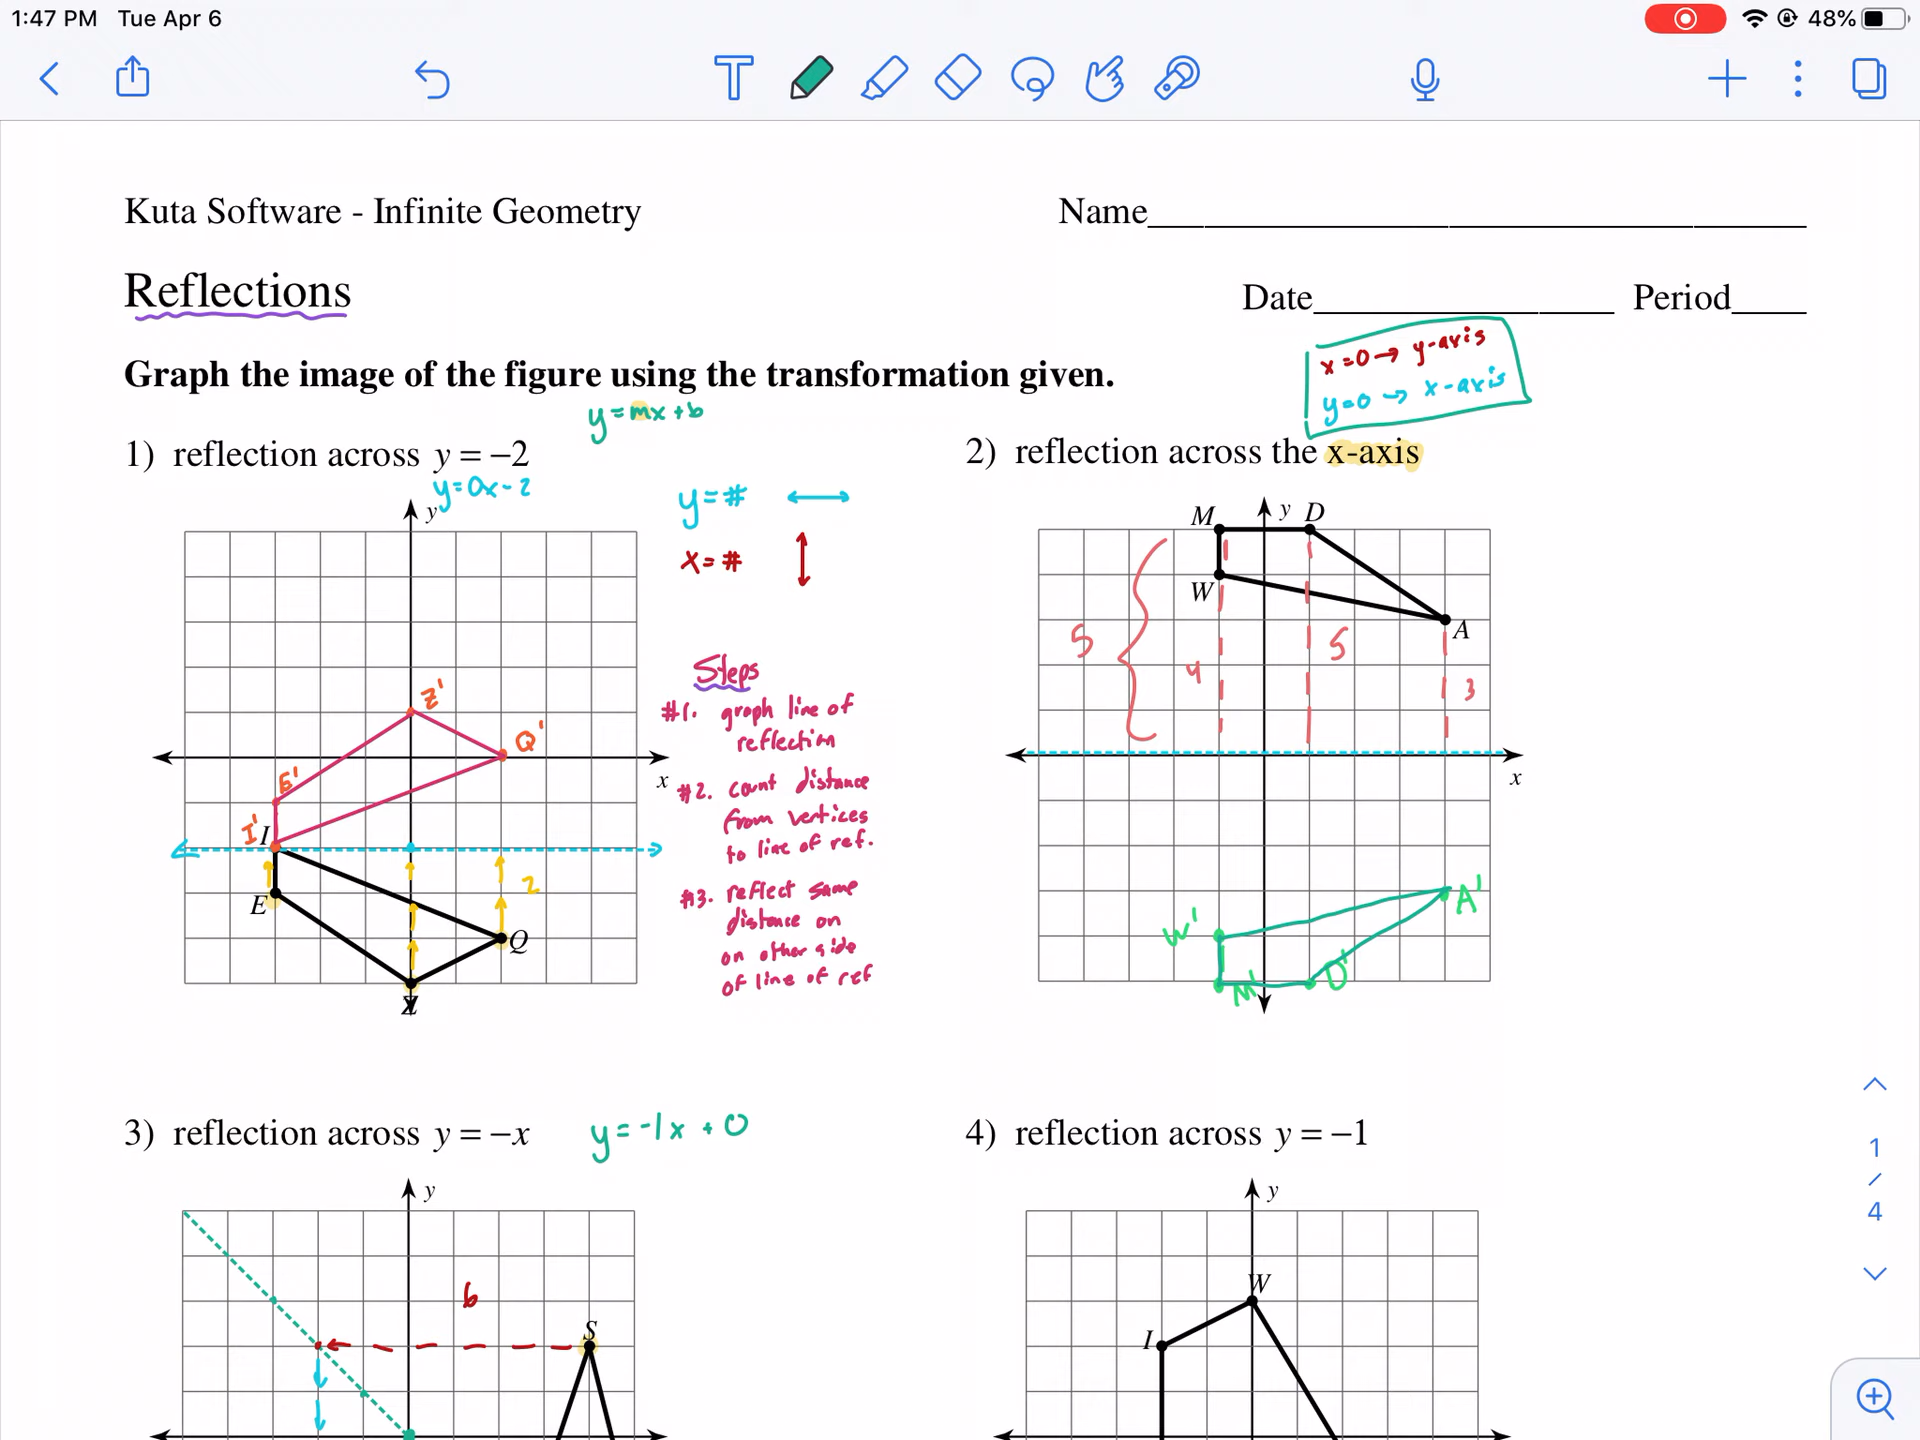 1:47 PM Tue Apr 6
48%
T
Kuta Software - Infinite Geometry
Name
Reflections
Date Period
x=0→ y-axis
y=0 → x-axis
Graph the image of the figure using the transformation given.
y=mx+b
1) reflection across y = −2
y=0x-2
2) reflection across the x-axis
y=#
x=#
y
x
Z'
Q'
E'
I'
I
E
Q
Z
2
Steps
#1. graph line of
reflection
#2. count distance
from vertices
to line of ref.
#3. reflect same
distance on
on other side
of line of ref
y
x
M
D
W
A
5
4
5
3
W'
A'
M'
D'
3) reflection across y = −x
y=-1x+0
4) reflection across y = −1
y
6
S
y
W
I
1
/
4